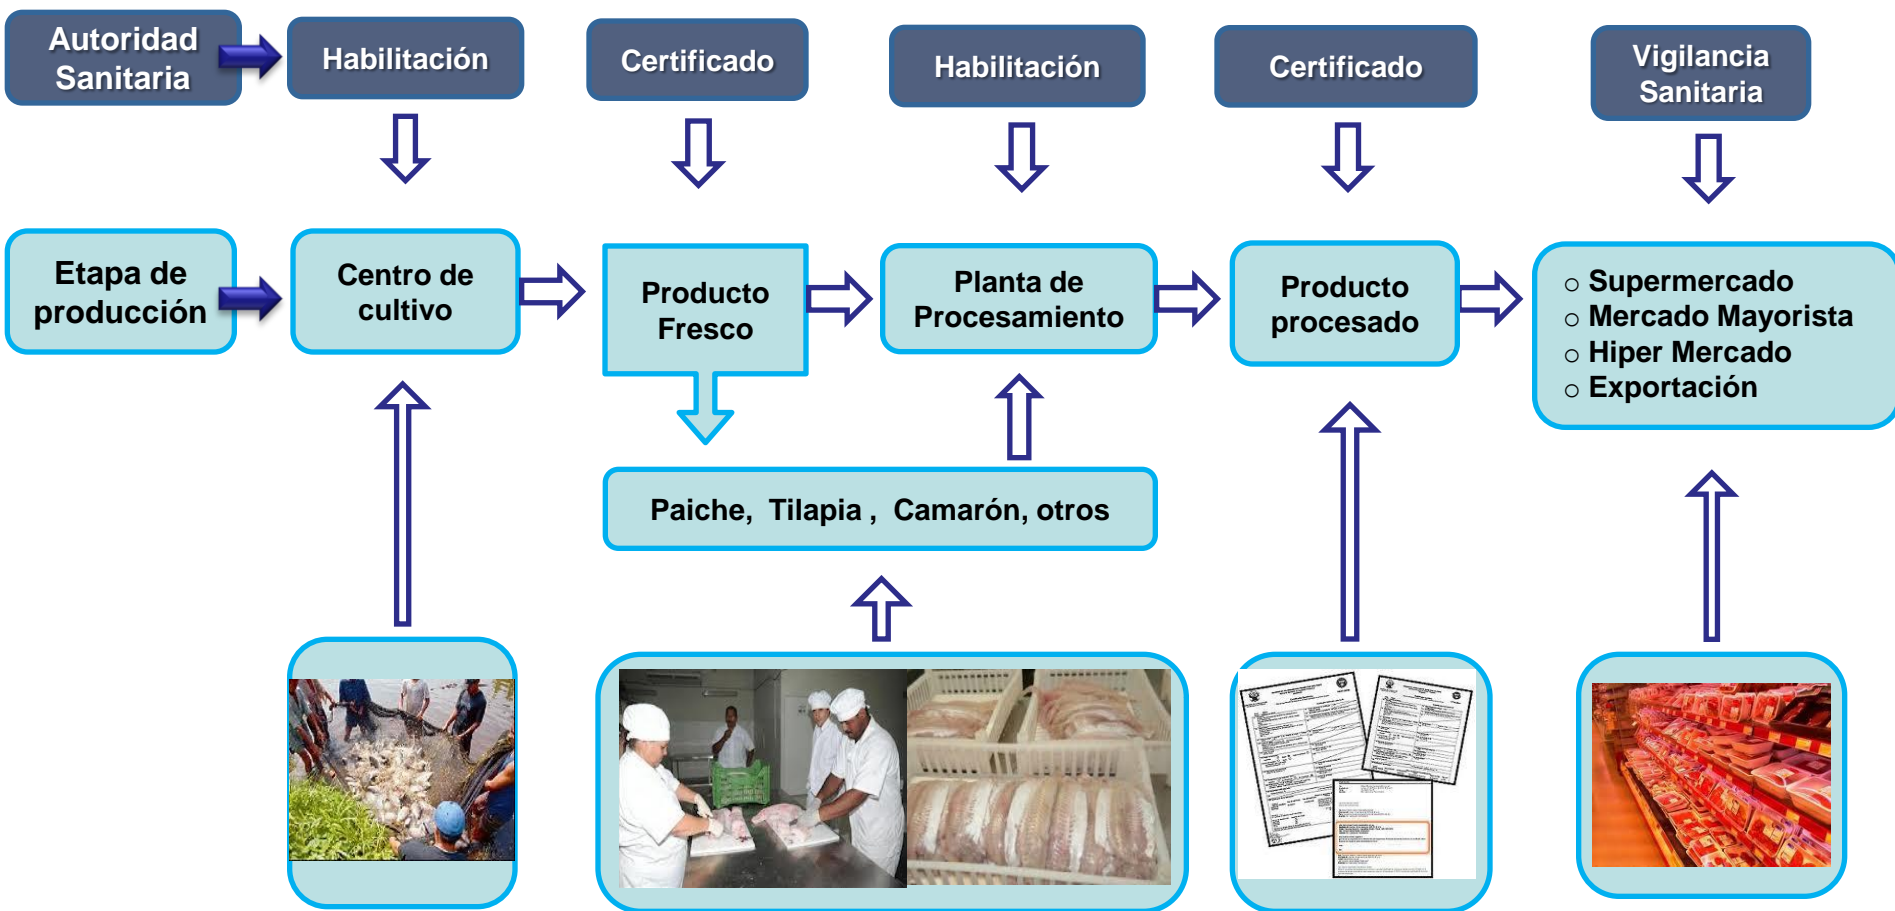 Autoridad
Sanitaria
Habilitación
Certificado
Habilitación
Certificado
Vigilancia
Sanitaria
Etapa de
producción
Centro de
cultivo
Producto
Fresco
Planta de
Procesamiento
Producto
procesado
○ Supermercado
○ Mercado Mayorista
○ Hiper Mercado
○ Exportación
Paiche, Tilapia , Camarón, otros